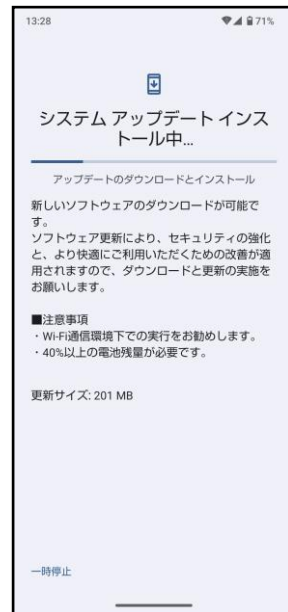 13:28
71%
システム アップデート インス
トール中...
アップデートのダウンロードとインストール
新しいソフトウェアのダウンロードが可能で
す。
ソフトウェア更新により、セキュリティの強化
と、より快適にご利用いただくための改善が適
用されますので、ダウンロードと更新の実施を
お願いします。
■注意事項
・Wi-Fi通信環境下での実行をお勧めします。
・40%以上の電池残量が必要です。
更新サイズ: 201 MB
一時停止